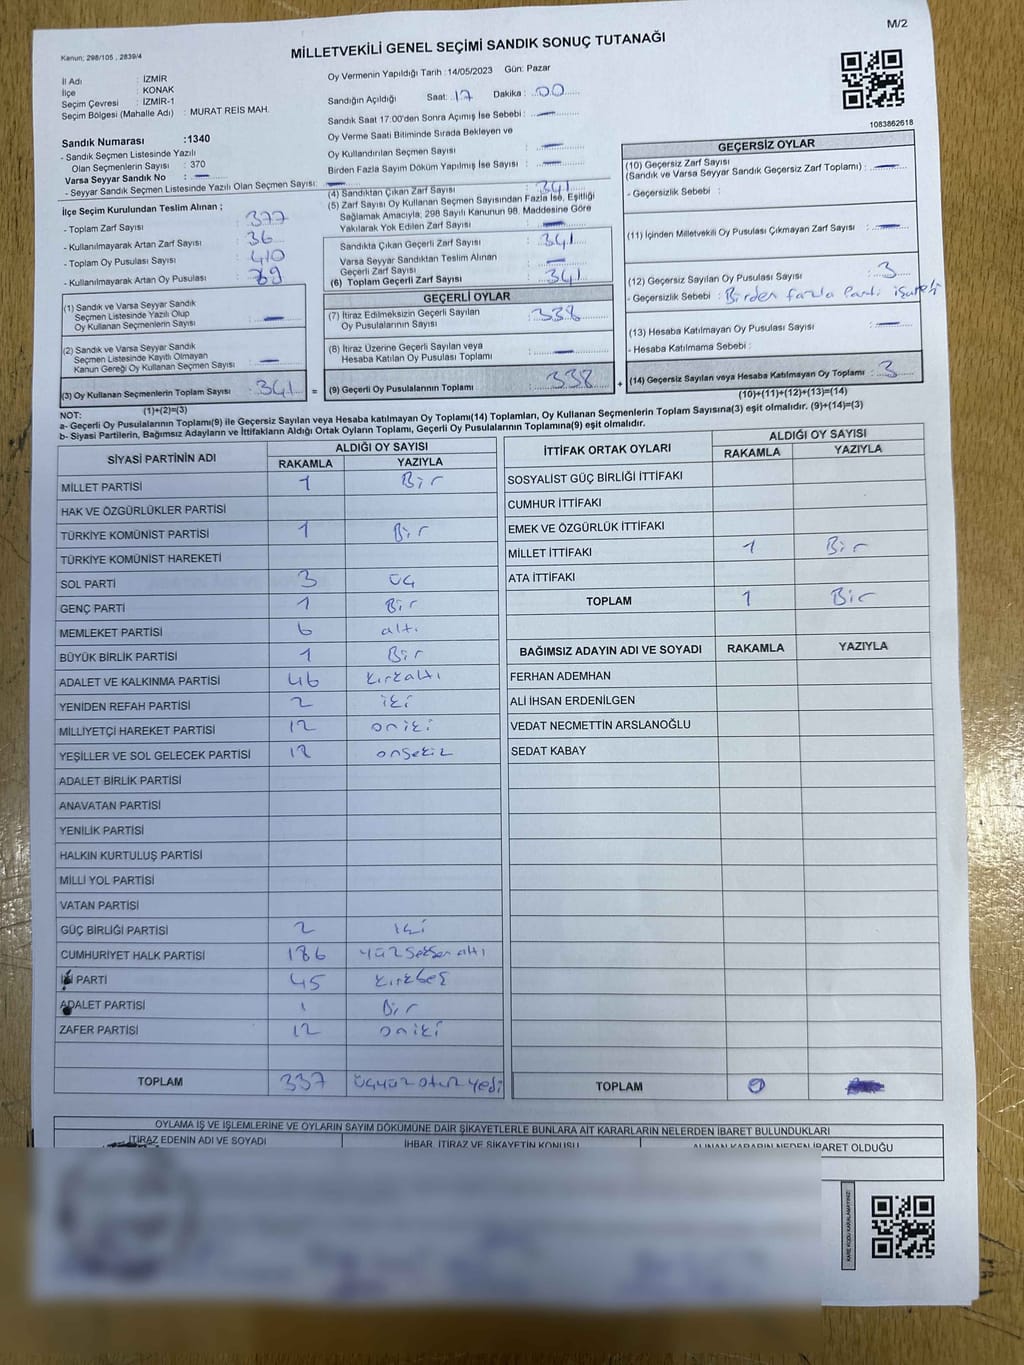 M/2
Kanun; 298/105 , 2839/4
MİLLETVEKİLİ GENEL SEÇİMİ SANDIK SONUÇ TUTANAĞI
İl Adı : İZMİR
İlçe : KONAK
Seçim Çevresi : İZMİR-1
Seçim Bölgesi (Mahalle Adı) : MURAT REİS MAH.
Sandık Numarası :1340
- Sandık Seçmen Listesinde Yazılı
Olan Seçmenlerin Sayısı : 370
Varsa Seyyar Sandık No : —
- Seyyar Sandık Seçmen Listesinde Yazılı Olan Seçmen Sayısı: —
Oy Vermenin Yapıldığı Tarih :14/05/2023 Gün: Pazar
Sandığın Açıldığı Saat: 17 Dakika : 00
Sandık Saat 17:00'den Sonra Açımış İse Sebebi : —
Oy Verme Saati Bitiminde Sırada Bekleyen ve
Oy Kullandırılan Seçmen Sayısı : —
Birden Fazla Sayım Döküm Yapılmış İse Sayısı : —
1083862618
İlçe Seçim Kurulundan Teslim Alınan ;
- Toplam Zarf Sayısı : 377
- Kullanılmayarak Artan Zarf Sayısı : 36
- Toplam Oy Pusulası Sayısı : 410
- Kullanılmayarak Artan Oy Pusulası : 69
(1) Sandık ve Varsa Seyyar Sandık
Seçmen Listesinde Yazılı Olup
Oy Kullanan Seçmenlerin Sayısı : —
(2) Sandık ve Varsa Seyyar Sandık
Seçmen Listesinde Kayıtlı Olmayan
Kanun Gereği Oy Kullanan Seçmen Sayısı : —
(3) Oy Kullanan Seçmenlerin Toplam Sayısı : 341 =
(1)+(2)=(3)
(4) Sandıktan Çıkan Zarf Sayısı : 341
(5) Zarf Sayısı Oy Kullanan Seçmen Sayısından Fazla İse, Eşitliği
Sağlamak Amacıyla, 298 Sayılı Kanunun 98. Maddesine Göre
Yakılarak Yok Edilen Zarf Sayısı : —
Sandıkta Çıkan Geçerli Zarf Sayısı : 341
Varsa Seyyar Sandıktan Teslim Alınan
Geçerli Zarf Sayısı : —
(6) Toplam Geçerli Zarf Sayısı : 341
GEÇERLİ OYLAR
(7) İtiraz Edilmeksizin Geçerli Sayılan
Oy Pusulalarının Sayısı : 338
(8) İtiraz Üzerine Geçerli Sayılan veya
Hesaba Katılan Oy Pusulası Toplamı : —
(9) Geçerli Oy Pusulalarının Toplamı : 338 +
GEÇERSİZ OYLAR
(10) Geçersiz Zarf Sayısı
(Sandık ve Varsa Seyyar Sandık Geçersiz Zarf Toplamı) : —
- Geçersizlik Sebebi :
(11) İçinden Milletvekili Oy Pusulası Çıkmayan Zarf Sayısı : —
(12) Geçersiz Sayılan Oy Pusulası Sayısı : 3
- Geçersizlik Sebebi : Birden fazla Parti işareti
(13) Hesaba Katılmayan Oy Pusulası Sayısı : —
- Hesaba Katılmama Sebebi :
(14) Geçersiz Sayılan veya Hesaba Katılmayan Oy Toplamı : 3
(10)+(11)+(12)+(13)=(14)
NOT:
a- Geçerli Oy Pusulalarının Toplamı(9) ile Geçersiz Sayılan veya Hesaba katılmayan Oy Toplamı(14) Toplamları, Oy Kullanan Seçmenlerin Toplam Sayısına(3) eşit olmalıdır. (9)+(14)=(3)
b- Siyasi Partilerin, Bağımsız Adayların ve İttifakların Aldığı Ortak Oyların Toplamı, Geçerli Oy Pusulalarının Toplamına(9) eşit olmalıdır.
SİYASİ PARTİNİN ADI ALDIĞI OY SAYISI
RAKAMLA YAZIYLA
MİLLET PARTİSİ 1 Bir
HAK VE ÖZGÜRLÜKLER PARTİSİ
TÜRKİYE KOMÜNİST PARTİSİ 1 Bir
TÜRKİYE KOMÜNİST HAREKETİ
SOL PARTİ 3 üç
GENÇ PARTİ 1 Bir
MEMLEKET PARTİSİ 6 altı
BÜYÜK BİRLİK PARTİSİ 1 Bir
ADALET VE KALKINMA PARTİSİ 46 kırkaltı
YENİDEN REFAH PARTİSİ 2 iki
MİLLİYETÇİ HAREKET PARTİSİ 12 oniki
YEŞİLLER VE SOL GELECEK PARTİSİ 18 onsekiz
ADALET BİRLİK PARTİSİ
ANAVATAN PARTİSİ
YENİLİK PARTİSİ
HALKIN KURTULUŞ PARTİSİ
MİLLİ YOL PARTİSİ
VATAN PARTİSİ
GÜÇ BİRLİĞİ PARTİSİ 2 iki
CUMHURİYET HALK PARTİSİ 186 yüz seksen altı
İYİ PARTİ 45 kırkbeş
ADALET PARTİSİ 1 Bir
ZAFER PARTİSİ 12 oniki
TOPLAM 337 üçyüz otuz yedi
İTTİFAK ORTAK OYLARI ALDIĞI OY SAYISI
RAKAMLA YAZIYLA
SOSYALİST GÜÇ BİRLİĞİ İTTİFAKI
CUMHUR İTTİFAKI
EMEK VE ÖZGÜRLÜK İTTİFAKI
MİLLET İTTİFAKI 1 Bir
ATA İTTİFAKI
TOPLAM 1 Bir
BAĞIMSIZ ADAYIN ADI VE SOYADI RAKAMLA YAZIYLA
FERHAN ADEMHAN
ALİ İHSAN ERDENİLGEN
VEDAT NECMETTİN ARSLANOĞLU
SEDAT KABAY
TOPLAM 0
OYLAMA İŞ VE İŞLEMLERİNE VE OYLARIN SAYIM DÖKÜMÜNE DAİR ŞİKAYETLERLE BUNLARA AİT KARARLARIN NELERDEN İBARET BULUNDUKLARI
İTİRAZ EDENİN ADI VE SOYADI İHBAR, İTİRAZ VE ŞİKAYETİN KONUSU ALINAN KARARIN NEDEN İBARET OLDUĞU
KARE KODU KARALAMAYINIZ!